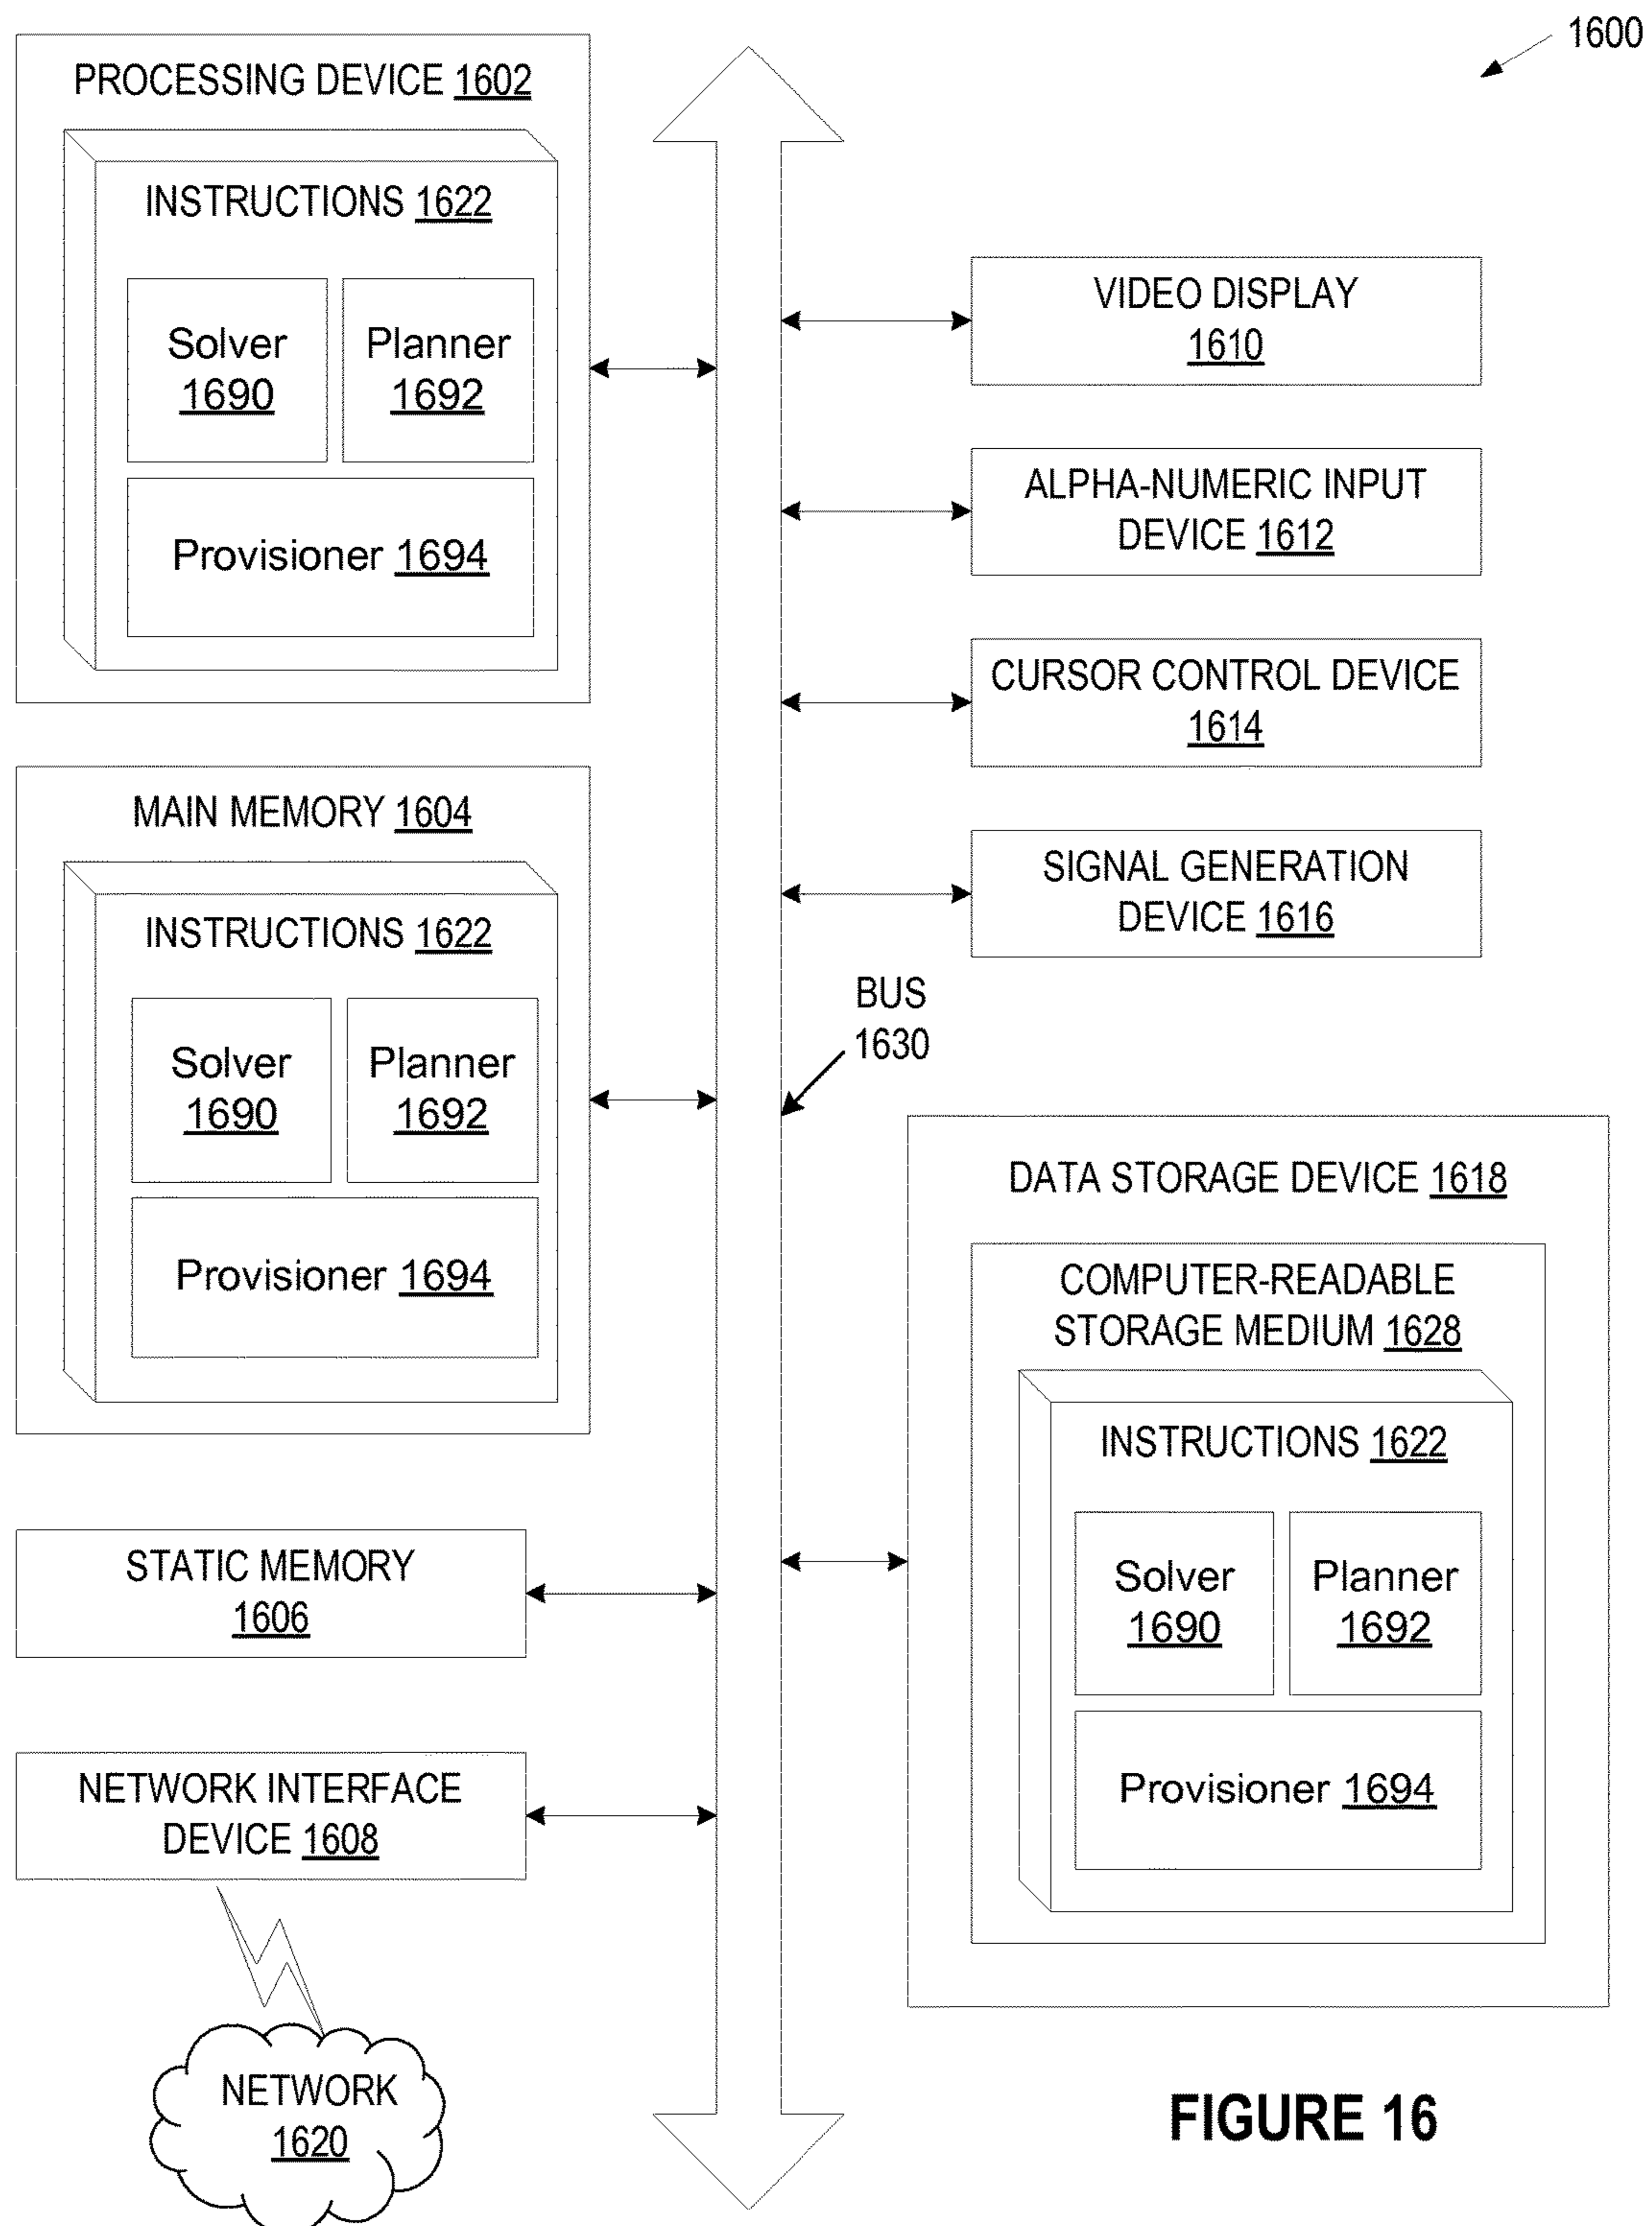 1600
PROCESSING DEVICE 1602
INSTRUCTIONS 1622
Solver
1690
Planner
1692
Provisioner 1694
MAIN MEMORY 1604
INSTRUCTIONS 1622
Solver
1690
Planner
1692
Provisioner 1694
STATIC MEMORY
1606
NETWORK INTERFACE
DEVICE 1608
NETWORK
1620
VIDEO DISPLAY
1610
ALPHA-NUMERIC INPUT
DEVICE 1612
CURSOR CONTROL DEVICE
1614
SIGNAL GENERATION
DEVICE 1616
BUS
1630
DATA STORAGE DEVICE 1618
COMPUTER-READABLE
STORAGE MEDIUM 1628
INSTRUCTIONS 1622
Solver
1690
Planner
1692
Provisioner 1694
FIGURE 16